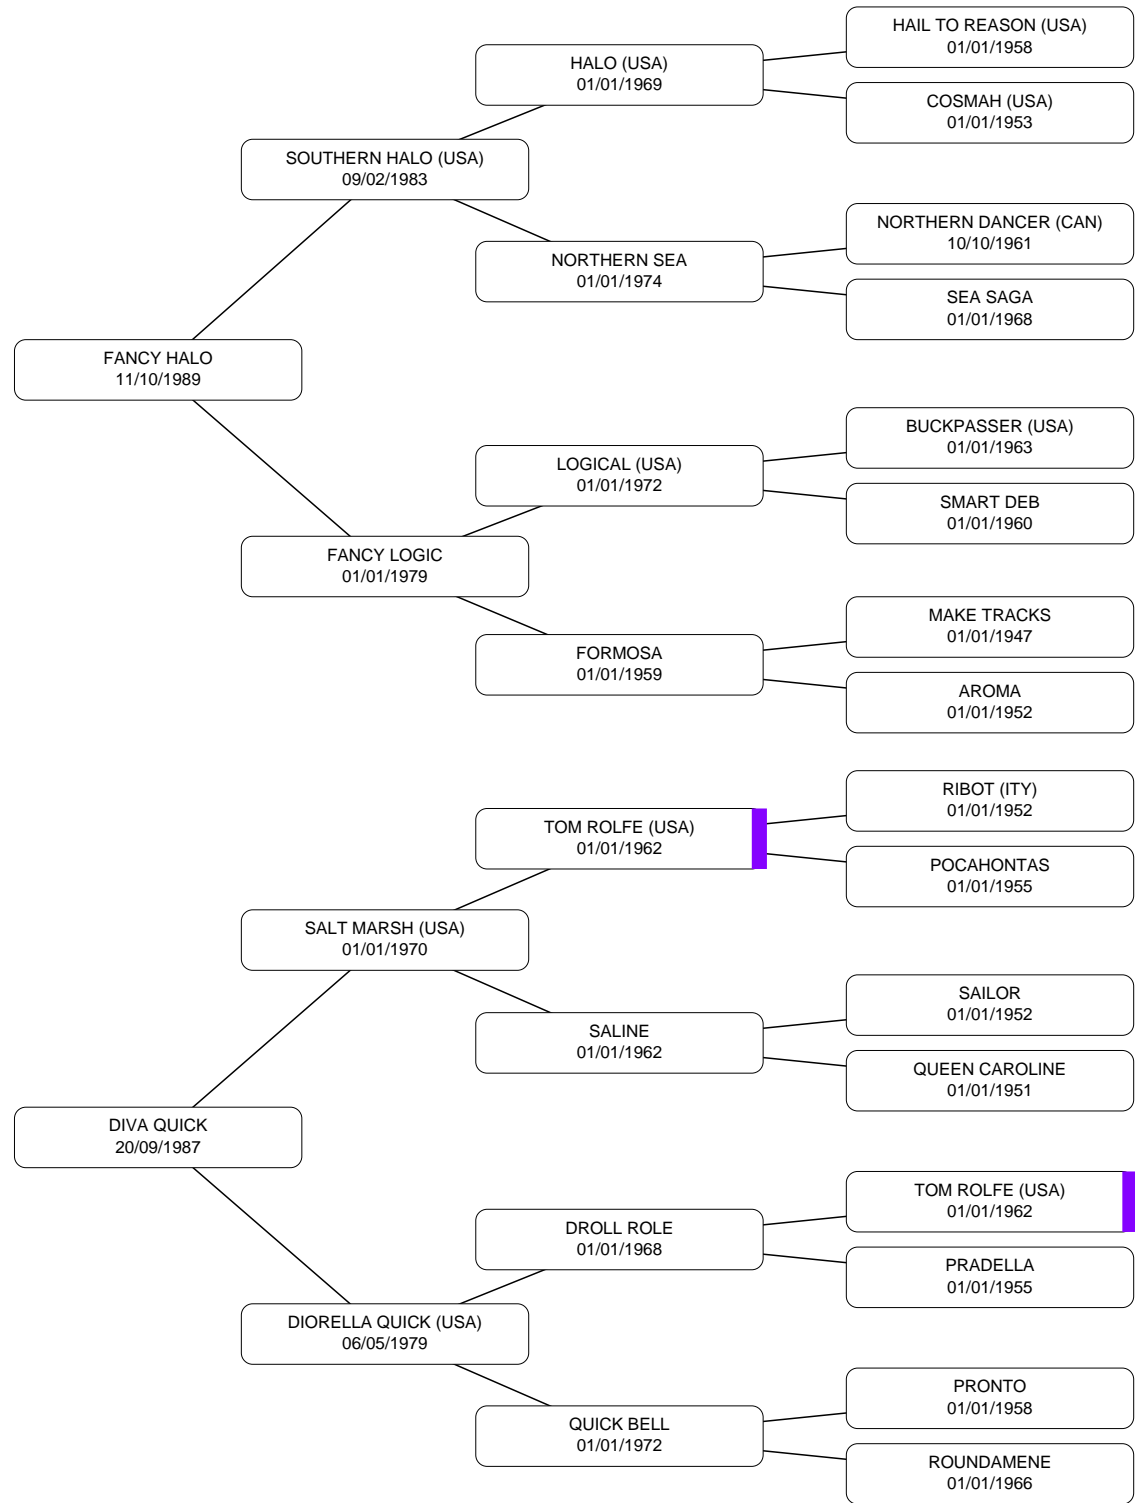 HAIL TO REASON (USA)
01/01/1958
HALO (USA)
01/01/1969
COSMAH (USA)
01/01/1953
SOUTHERN HALO (USA)
09/02/1983
NORTHERN DANCER (CAN)
10/10/1961
NORTHERN SEA
01/01/1974
SEA SAGA
01/01/1968
FANCY HALO
11/10/1989
BUCKPASSER (USA)
01/01/1963
LOGICAL (USA)
01/01/1972
SMART DEB
01/01/1960
FANCY LOGIC
01/01/1979
MAKE TRACKS
01/01/1947
FORMOSA
01/01/1959
AROMA
01/01/1952
RIBOT (ITY)
01/01/1952
TOM ROLFE (USA)
01/01/1962
POCAHONTAS
01/01/1955
SALT MARSH (USA)
01/01/1970
SAILOR
01/01/1952
SALINE
01/01/1962
QUEEN CAROLINE
01/01/1951
DIVA QUICK
20/09/1987
TOM ROLFE (USA)
01/01/1962
DROLL ROLE
01/01/1968
PRADELLA
01/01/1955
DIORELLA QUICK (USA)
06/05/1979
PRONTO
01/01/1958
QUICK BELL
01/01/1972
ROUNDAMENE
01/01/1966